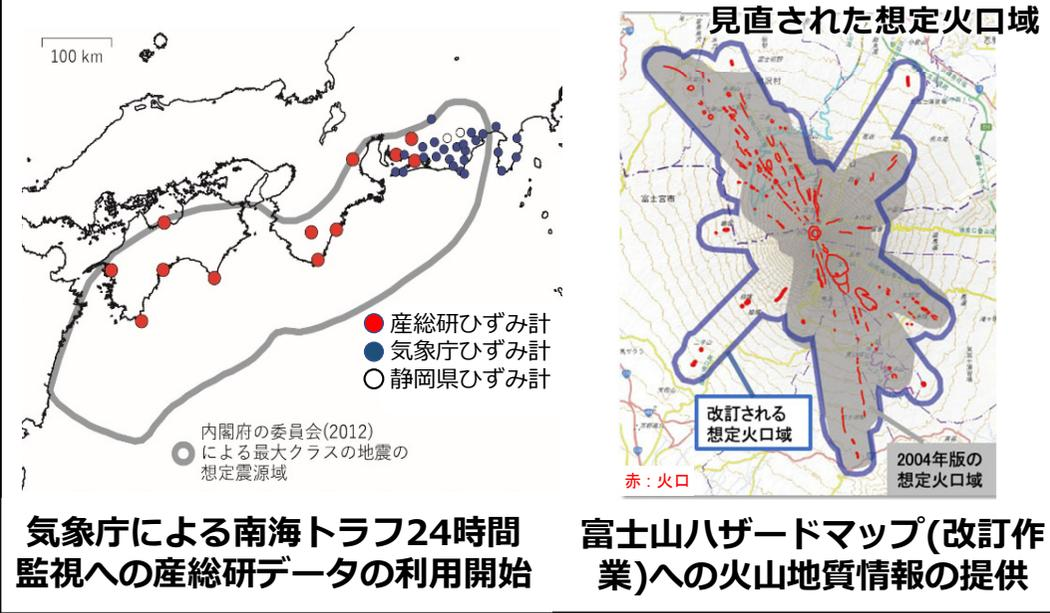 100 km
産総研ひずみ計
気象庁ひずみ計
静岡県ひずみ計
内閣府の委員会(2012)
による最大クラスの地震の
想定震源域
気象庁による南海トラフ24時間
監視への産総研データの利用開始
見直された想定火口域
富士宮市
改訂される
想定火口域
2004年版の
想定火口域
赤：火口
富士山ハザードマップ(改訂作
業)への火山地質情報の提供